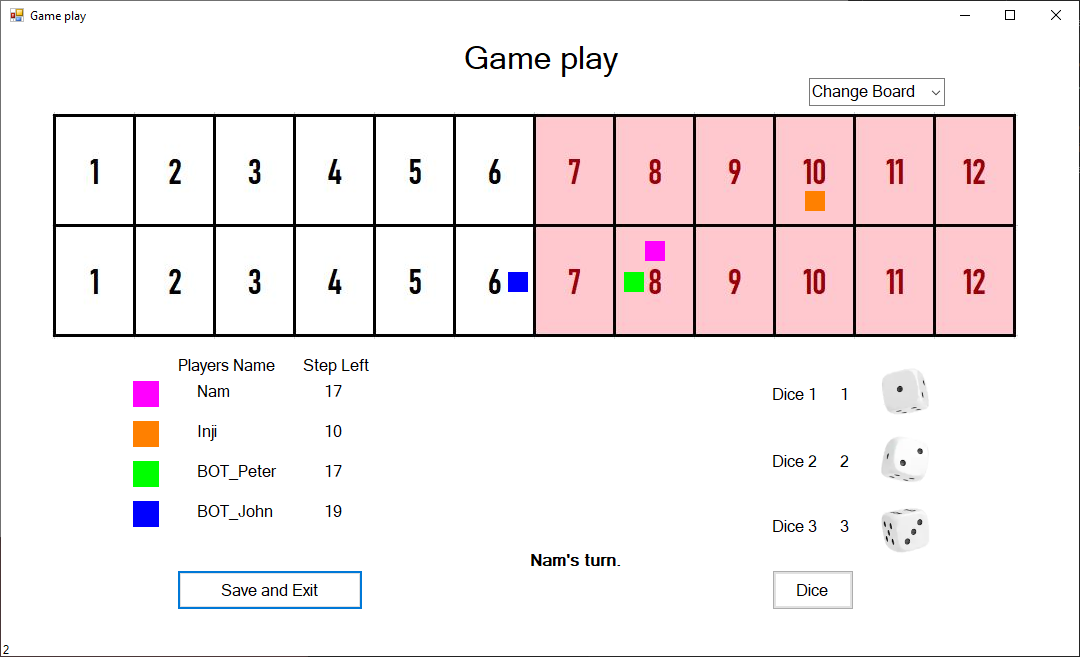 Game play
Game play
Change Board
1 2 3 4 5 6 7 8 9 10 11 12
1 2 3 4 5 6 7 8 9 10 11 12
Players Name Step Left
Nam 17
Inji 10
BOT_Peter 17
BOT_John 19
Dice 1 1
Dice 2 2
Dice 3 3
Nam's turn.
Save and Exit
Dice
2